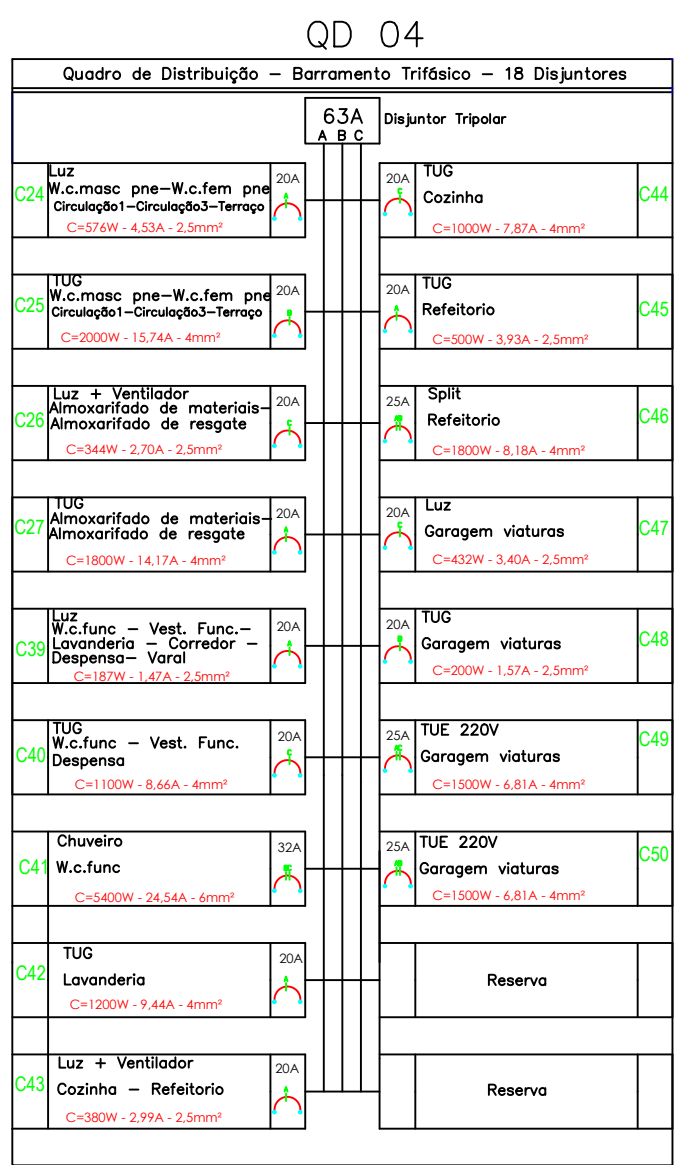 QD 04
Quadro de Distribuição – Barramento Trifásico – 18 Disjuntores
63A
Disjuntor Tripolar
A B C
C24
Luz
W.c.masc pne–W.c.fem pne
Circulação1–Circulação3–Terraço
C=576W - 4,53A - 2,5mm²
20A
A
C25
TUG
W.c.masc pne–W.c.fem pne
Circulação1–Circulação3–Terraço
C=2000W - 15,74A - 4mm²
20A
B
C26
Luz + Ventilador
Almoxarifado de materiais–
Almoxarifado de resgate
C=344W - 2,70A - 2,5mm²
20A
C
C27
TUG
Almoxarifado de materiais–
Almoxarifado de resgate
C=1800W - 14,17A - 4mm²
20A
A
C39
Luz
W.c.func – Vest. Func.–
Lavanderia – Corredor –
Despensa– Varal
C=187W - 1,47A - 2,5mm²
20A
A
C40
TUG
W.c.func – Vest. Func.
Despensa
C=1100W - 8,66A - 4mm²
20A
C
C41
Chuveiro
W.c.func
C=5400W - 24,54A - 6mm²
32A
BC
C42
TUG
Lavanderia
C=1200W - 9,44A - 4mm²
20A
A
C43
Luz + Ventilador
Cozinha – Refeitorio
C=380W - 2,99A - 2,5mm²
20A
A
20A
C
TUG
Cozinha
C=1000W - 7,87A - 4mm²
C44
20A
A
TUG
Refeitorio
C=500W - 3,93A - 2,5mm²
C45
25A
AB
Split
Refeitorio
C=1800W - 8,18A - 4mm²
C46
20A
C
Luz
Garagem viaturas
C=432W - 3,40A - 2,5mm²
C47
20A
B
TUG
Garagem viaturas
C=200W - 1,57A - 2,5mm²
C48
25A
AC
TUE 220V
Garagem viaturas
C=1500W - 6,81A - 4mm²
C49
25A
AB
TUE 220V
Garagem viaturas
C=1500W - 6,81A - 4mm²
C50
Reserva
Reserva